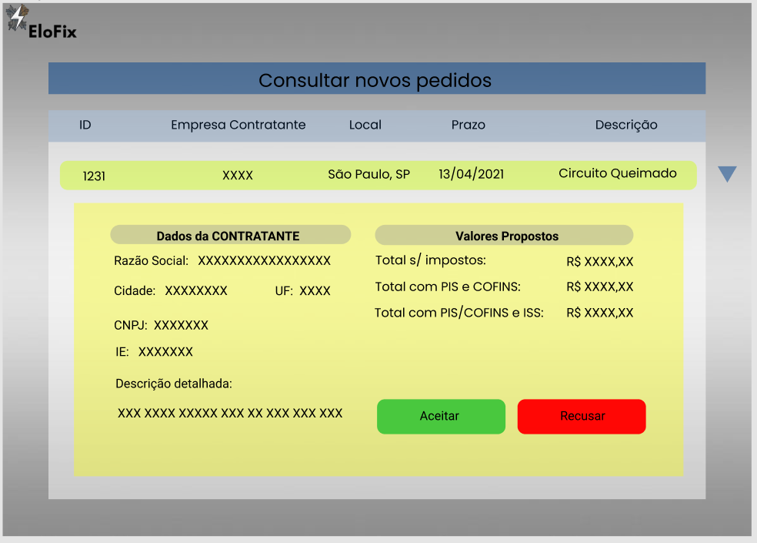 EloFix
Consultar novos pedidos
ID Empresa Contratante Local Prazo Descrição
1231 XXXX São Paulo, SP 13/04/2021 Circuito Queimado
Dados da CONTRATANTE
Razão Social: XXXXXXXXXXXXXXXXX
Cidade: XXXXXXXX UF: XXXX
CNPJ: XXXXXXX
IE: XXXXXXX
Descrição detalhada:
XXX XXXX XXXXX XXX XX XXX XXX XXX
Valores Propostos
Total s/ impostos: R$ XXXX,XX
Total com PIS e COFINS: R$ XXXX,XX
Total com PIS/COFINS e ISS: R$ XXXX,XX
Aceitar Recusar